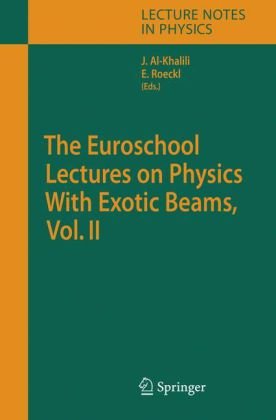 LECTURE NOTES
IN PHYSICS
J. Al-Khalili
E. Roeckl
(Eds.)
The Euroschool
Lectures on Physics
With Exotic Beams,
Vol. II
Springer